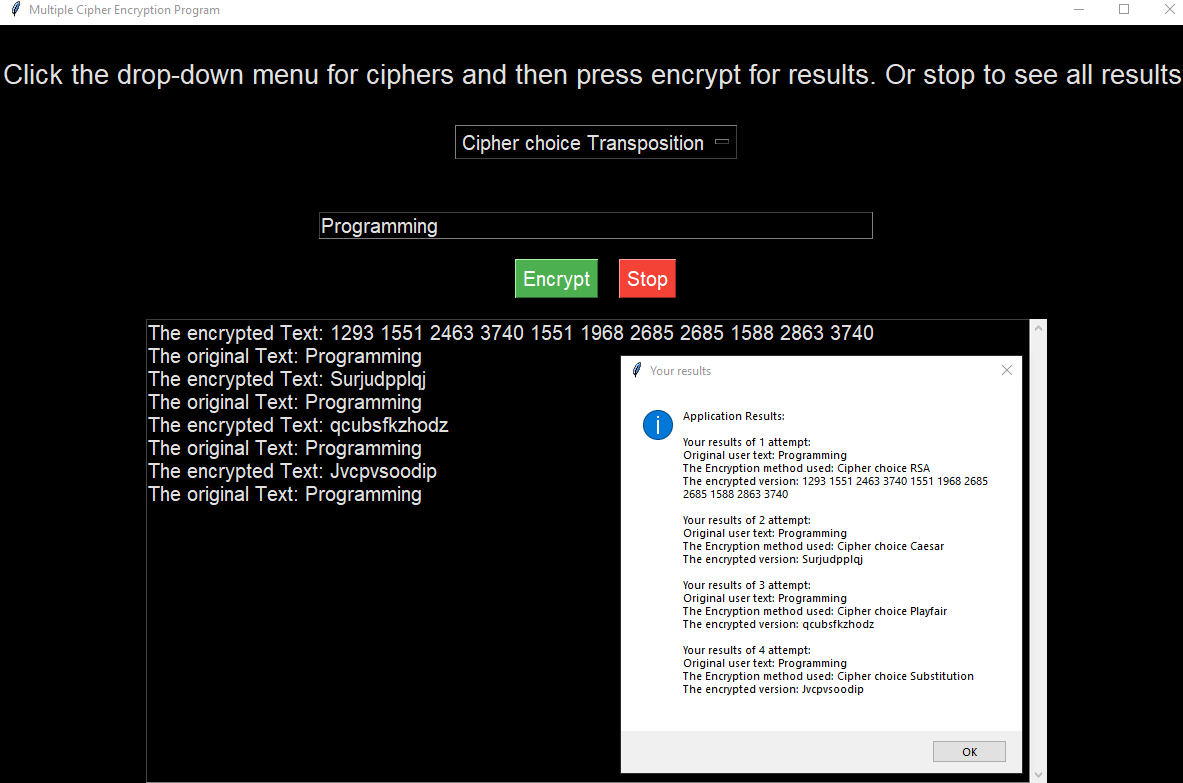 Multiple Cipher Encryption Program
Click the drop-down menu for ciphers and then press encrypt for results. Or stop to see all results
Cipher choice Transposition
Programming
Encrypt
Stop
The encrypted Text: 1293 1551 2463 3740 1551 1968 2685 2685 1588 2863 3740
The original Text: Programming
The encrypted Text: Surjudpplqj
The original Text: Programming
The encrypted Text: qcubsfkzhodz
The original Text: Programming
The encrypted Text: Jvcpvsoodip
The original Text: Programming
Your results
Application Results:
Your results of 1 attempt:
Original user text: Programming
The Encryption method used: Cipher choice RSA
The encrypted version: 1293 1551 2463 3740 1551 1968 2685
2685 1588 2863 3740
Your results of 2 attempt:
Original user text: Programming
The Encryption method used: Cipher choice Caesar
The encrypted version: Surjudpplqj
Your results of 3 attempt:
Original user text: Programming
The Encryption method used: Cipher choice Playfair
The encrypted version: qcubsfkzhodz
Your results of 4 attempt:
Original user text: Programming
The Encryption method used: Cipher choice Substitution
The encrypted version: Jvcpvsoodip
OK